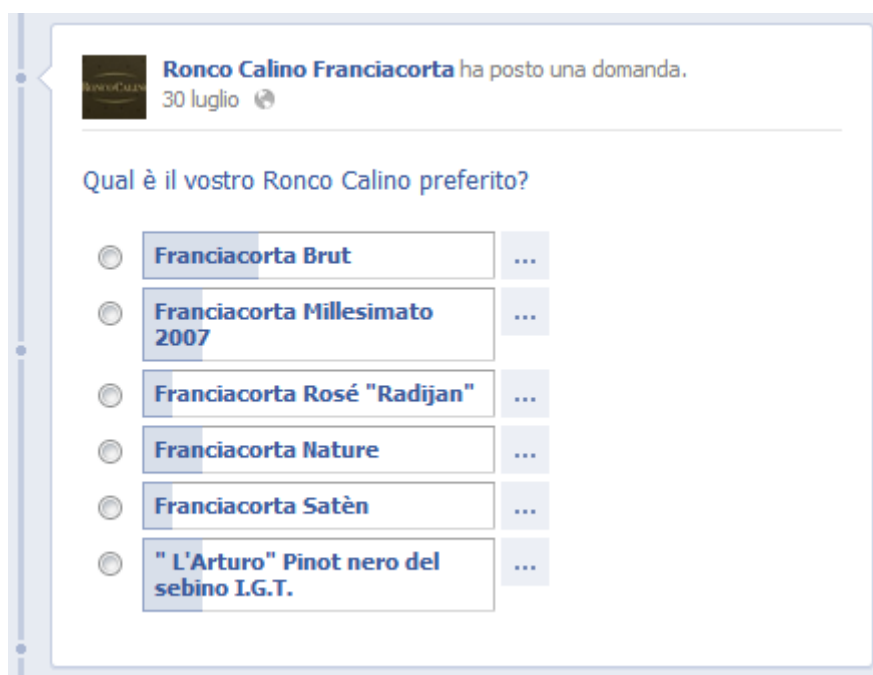 Ronco Calino Franciacorta ha posto una domanda.
30 luglio
RONCOCALINO
Qual è il vostro Ronco Calino preferito?
Franciacorta Brut
...
Franciacorta Millesimato
2007
...
Franciacorta Rosé "Radijan"
...
Franciacorta Nature
...
Franciacorta Satèn
...
" L'Arturo" Pinot nero del
sebino I.G.T.
...